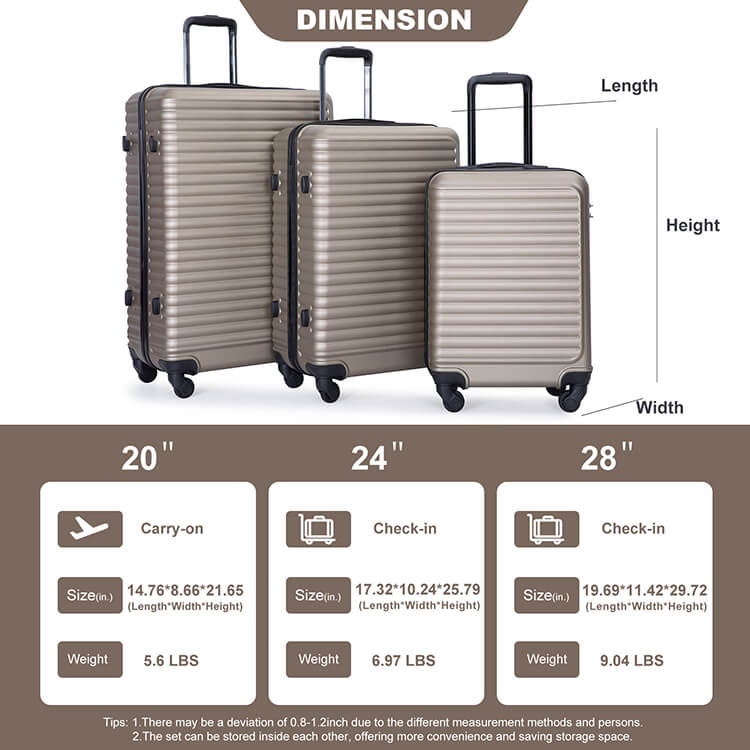 DIMENSION
Length
Height
Width
20"
24"
28"
Carry-on
Size(in.)
14.76*8.66*21.65
(Length*Width*Height)
Weight
5.6 LBS
Check-in
Size(in.)
17.32*10.24*25.79
(Length*Width*Height)
Weight
6.97 LBS
Check-in
Size(in.)
19.69*11.42*29.72
(Length*Width*Height)
Weight
9.04 LBS
Tips: 1.There may be a deviation of 0.8-1.2inch due to the different measurement methods and persons.
2.The set can be stored inside each other, offering more convenience and saving storage space.